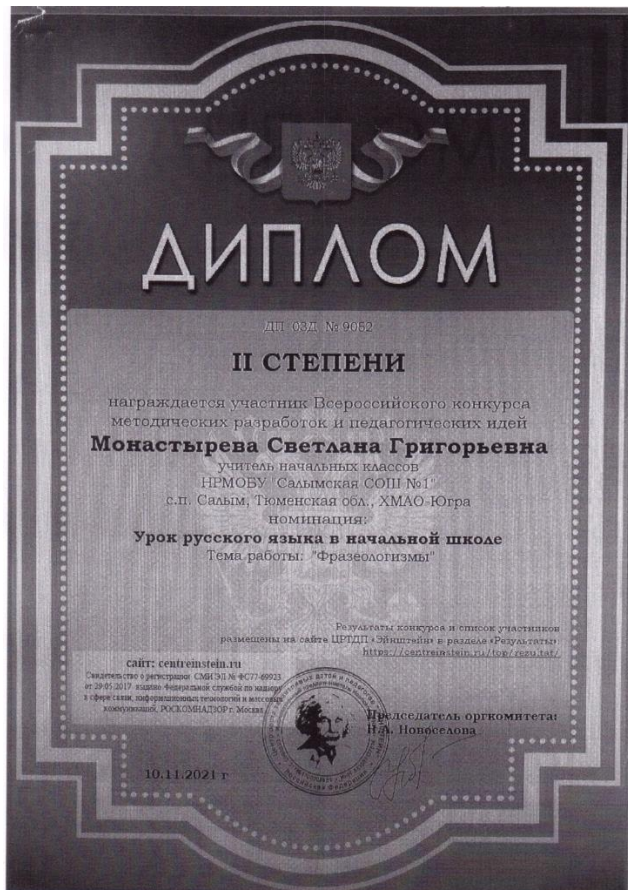 ДИПЛОМ
ДП 03Д № 9052
II СТЕПЕНИ
награждается участник Всероссийского конкурса
методических разработок и педагогических идей
Монастырева Светлана Григорьевна
учитель начальных классов
НРМОБУ "Салымская СОШ №1"
с.п. Салым, Тюменская обл., ХМАО-Югра
номинация:
Урок русского языка в начальной школе
Тема работы: "Фразеологизмы"
Результаты конкурса и список участников
размещены на сайте ЦРТДП «Эйнштейн» в разделе «Результаты»
https://centreinstein.ru/top/rezu.tat/
сайт: centreinstein.ru
Свидетельство о регистрации СМИ ЭЛ № ФС77-69923
от 29.05.2017 выдано Федеральной службой по надзору
в сфере связи, информационных технологий и массовых
коммуникаций, РОСКОМНАДЗОР г. Москва
Председатель оргкомитета:
Н.А. Новоселова
10.11.2021 г